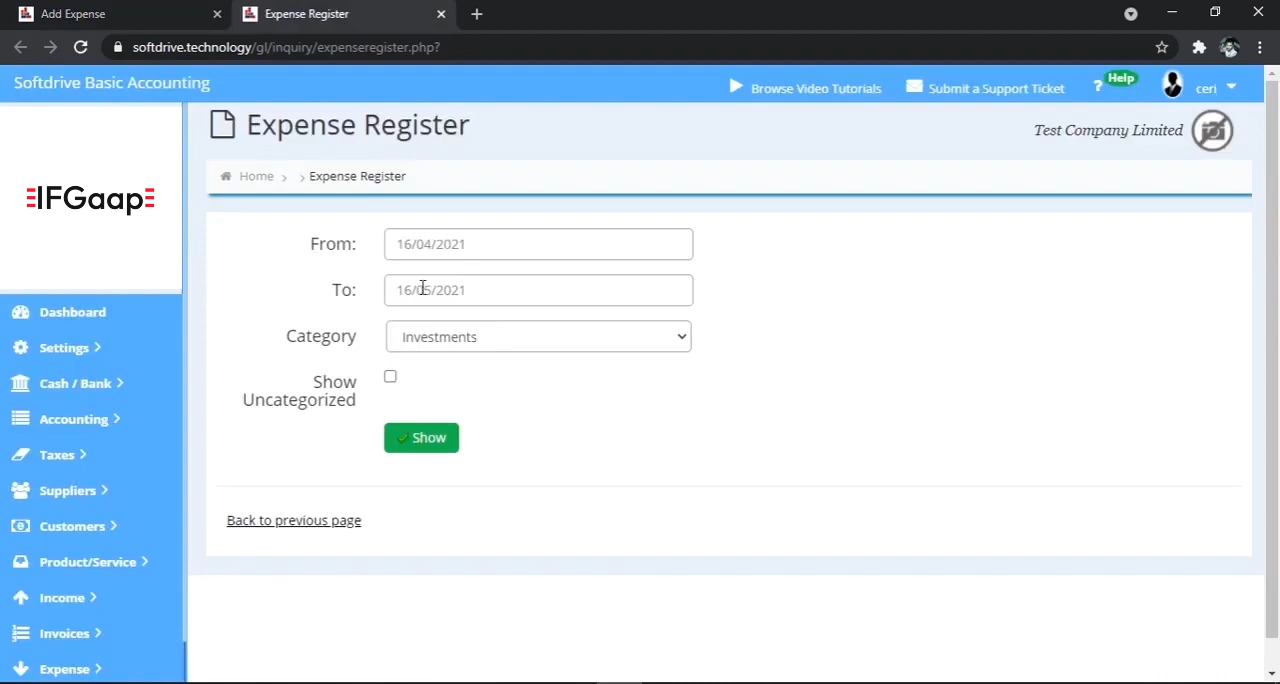 Add Expense
Expense Register
softdrive.technology/gl/inquiry/expenseregister.php?
Softdrive Basic Accounting
Browse Video Tutorials
Submit a Support Ticket
? Help
ceri
Expense Register
Test Company Limited
Home > > Expense Register
IFGaap
From:
16/04/2021
To:
16/05/2021
Category
Investments
Show
Uncategorized
Show
Back to previous page
Dashboard
Settings >
Cash / Bank >
Accounting >
Taxes >
Suppliers >
Customers >
Product/Service >
Income >
Invoices >
Expense >